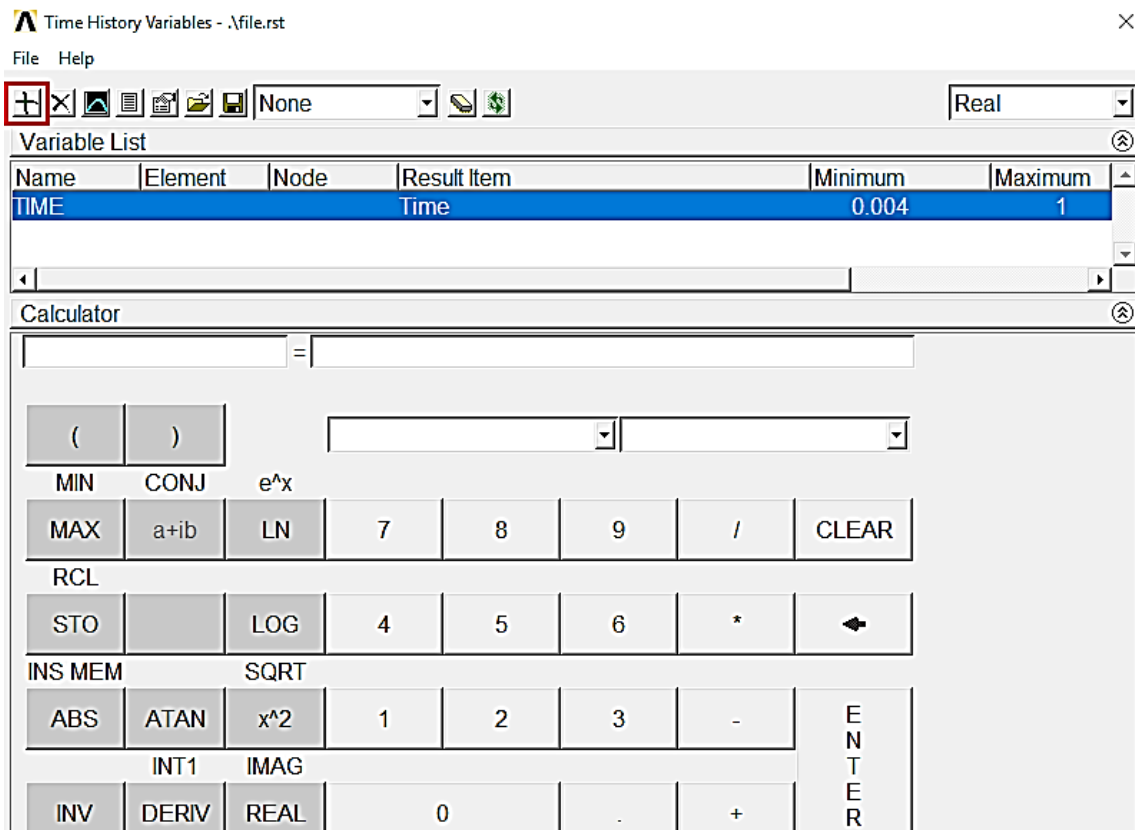 Time History Variables - .\file.rst
File Help
None Real
Variable List
Name Element Node Result Item Minimum Maximum
TIME Time 0.004 1
Calculator
=
( )
MIN CONJ e^x
MAX a+ib LN 7 8 9 / CLEAR
RCL
STO LOG 4 5 6 *
INS MEM SQRT
ABS ATAN x^2 1 2 3 -
INT1 IMAG
INV DERIV REAL 0 . +
ENTER